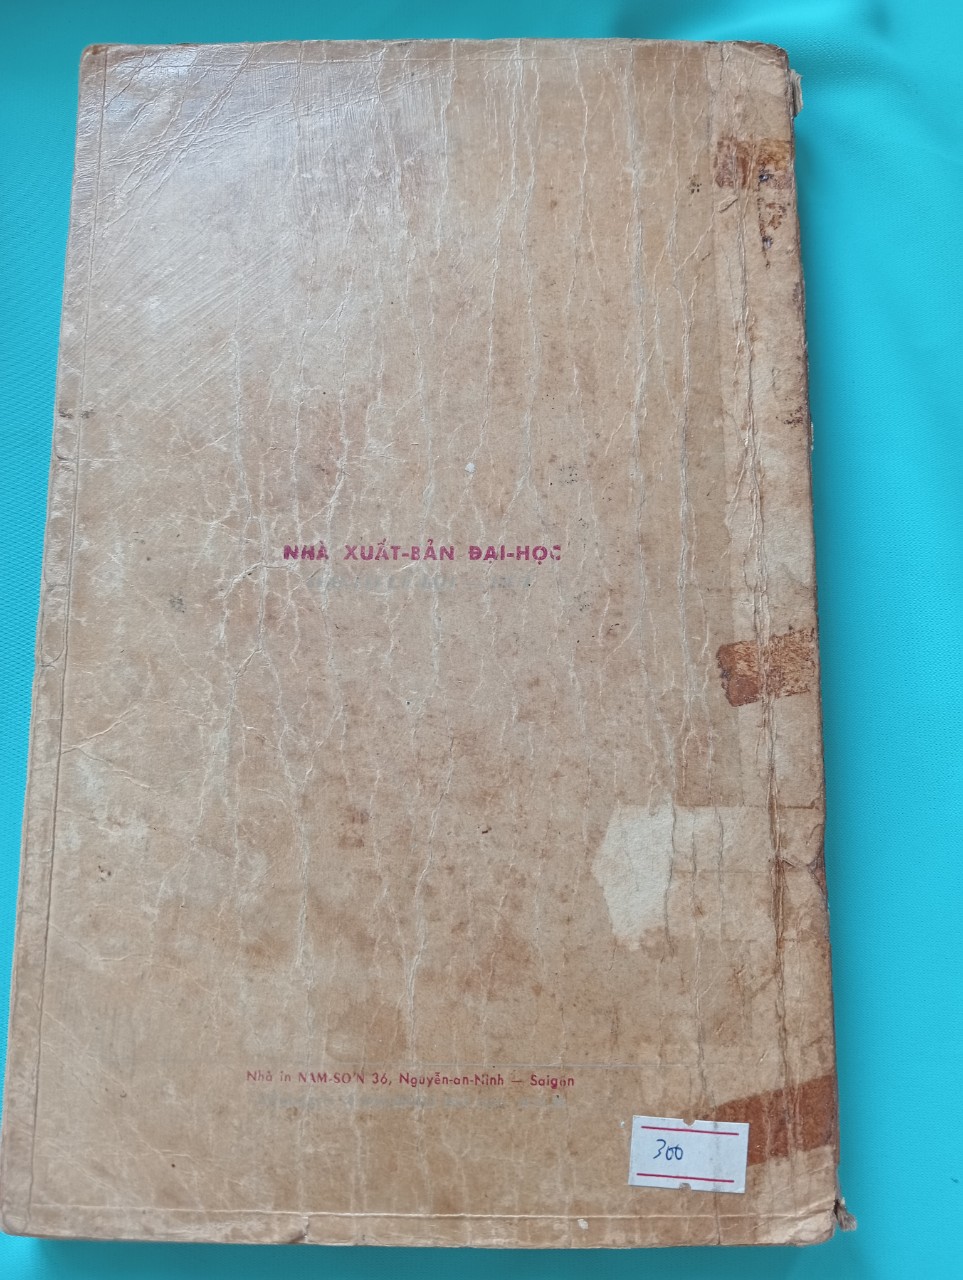 NHÀ XUẤT-BẢN ĐẠI-HỌC
Nhà in NAM-SƠN 36, Nguyễn-an-Ninh — Saigon
300